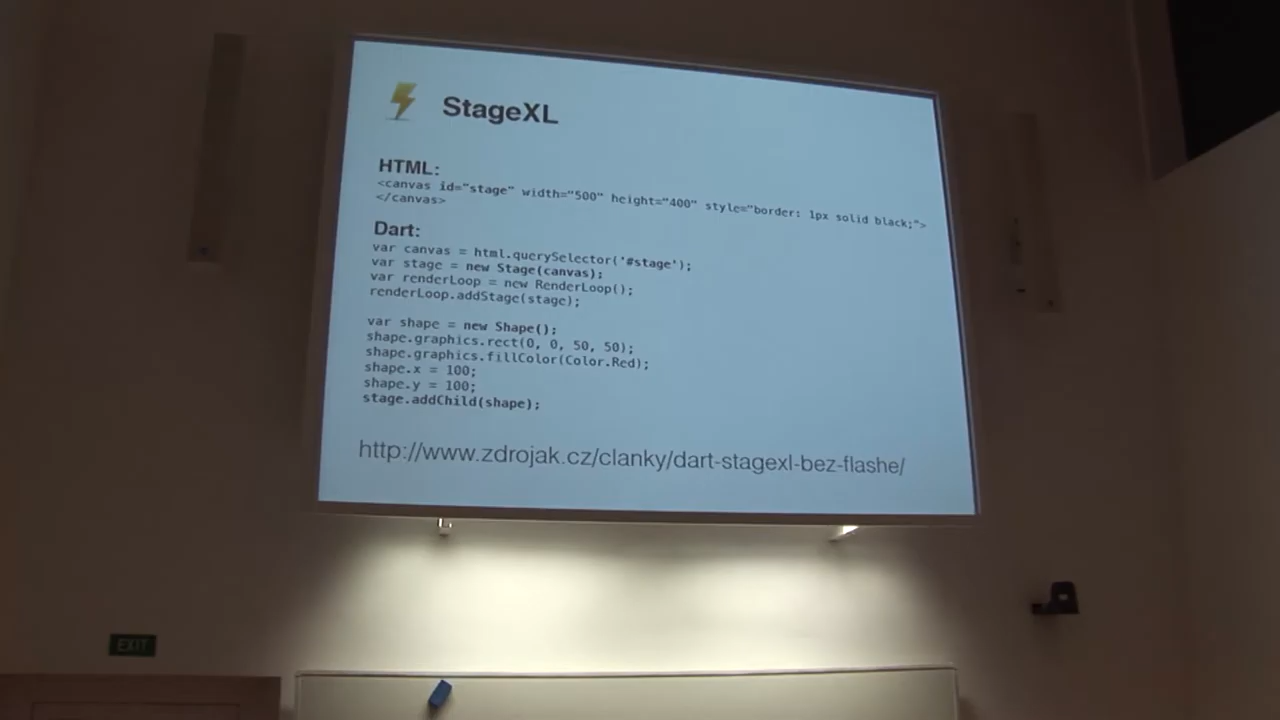 StageXL
HTML:
<canvas id="stage" width="500" height="400" style="border: 1px solid black;">
</canvas>
Dart:
var canvas = html.querySelector('#stage');
var stage = new Stage(canvas);
var renderLoop = new RenderLoop();
renderLoop.addStage(stage);
var shape = new Shape();
shape.graphics.rect(0, 0, 50, 50);
shape.graphics.fillColor(Color.Red);
shape.x = 100;
shape.y = 100;
stage.addChild(shape);
http://www.zdrojak.cz/clanky/dart-stagexl-bez-flashe/
EXIT